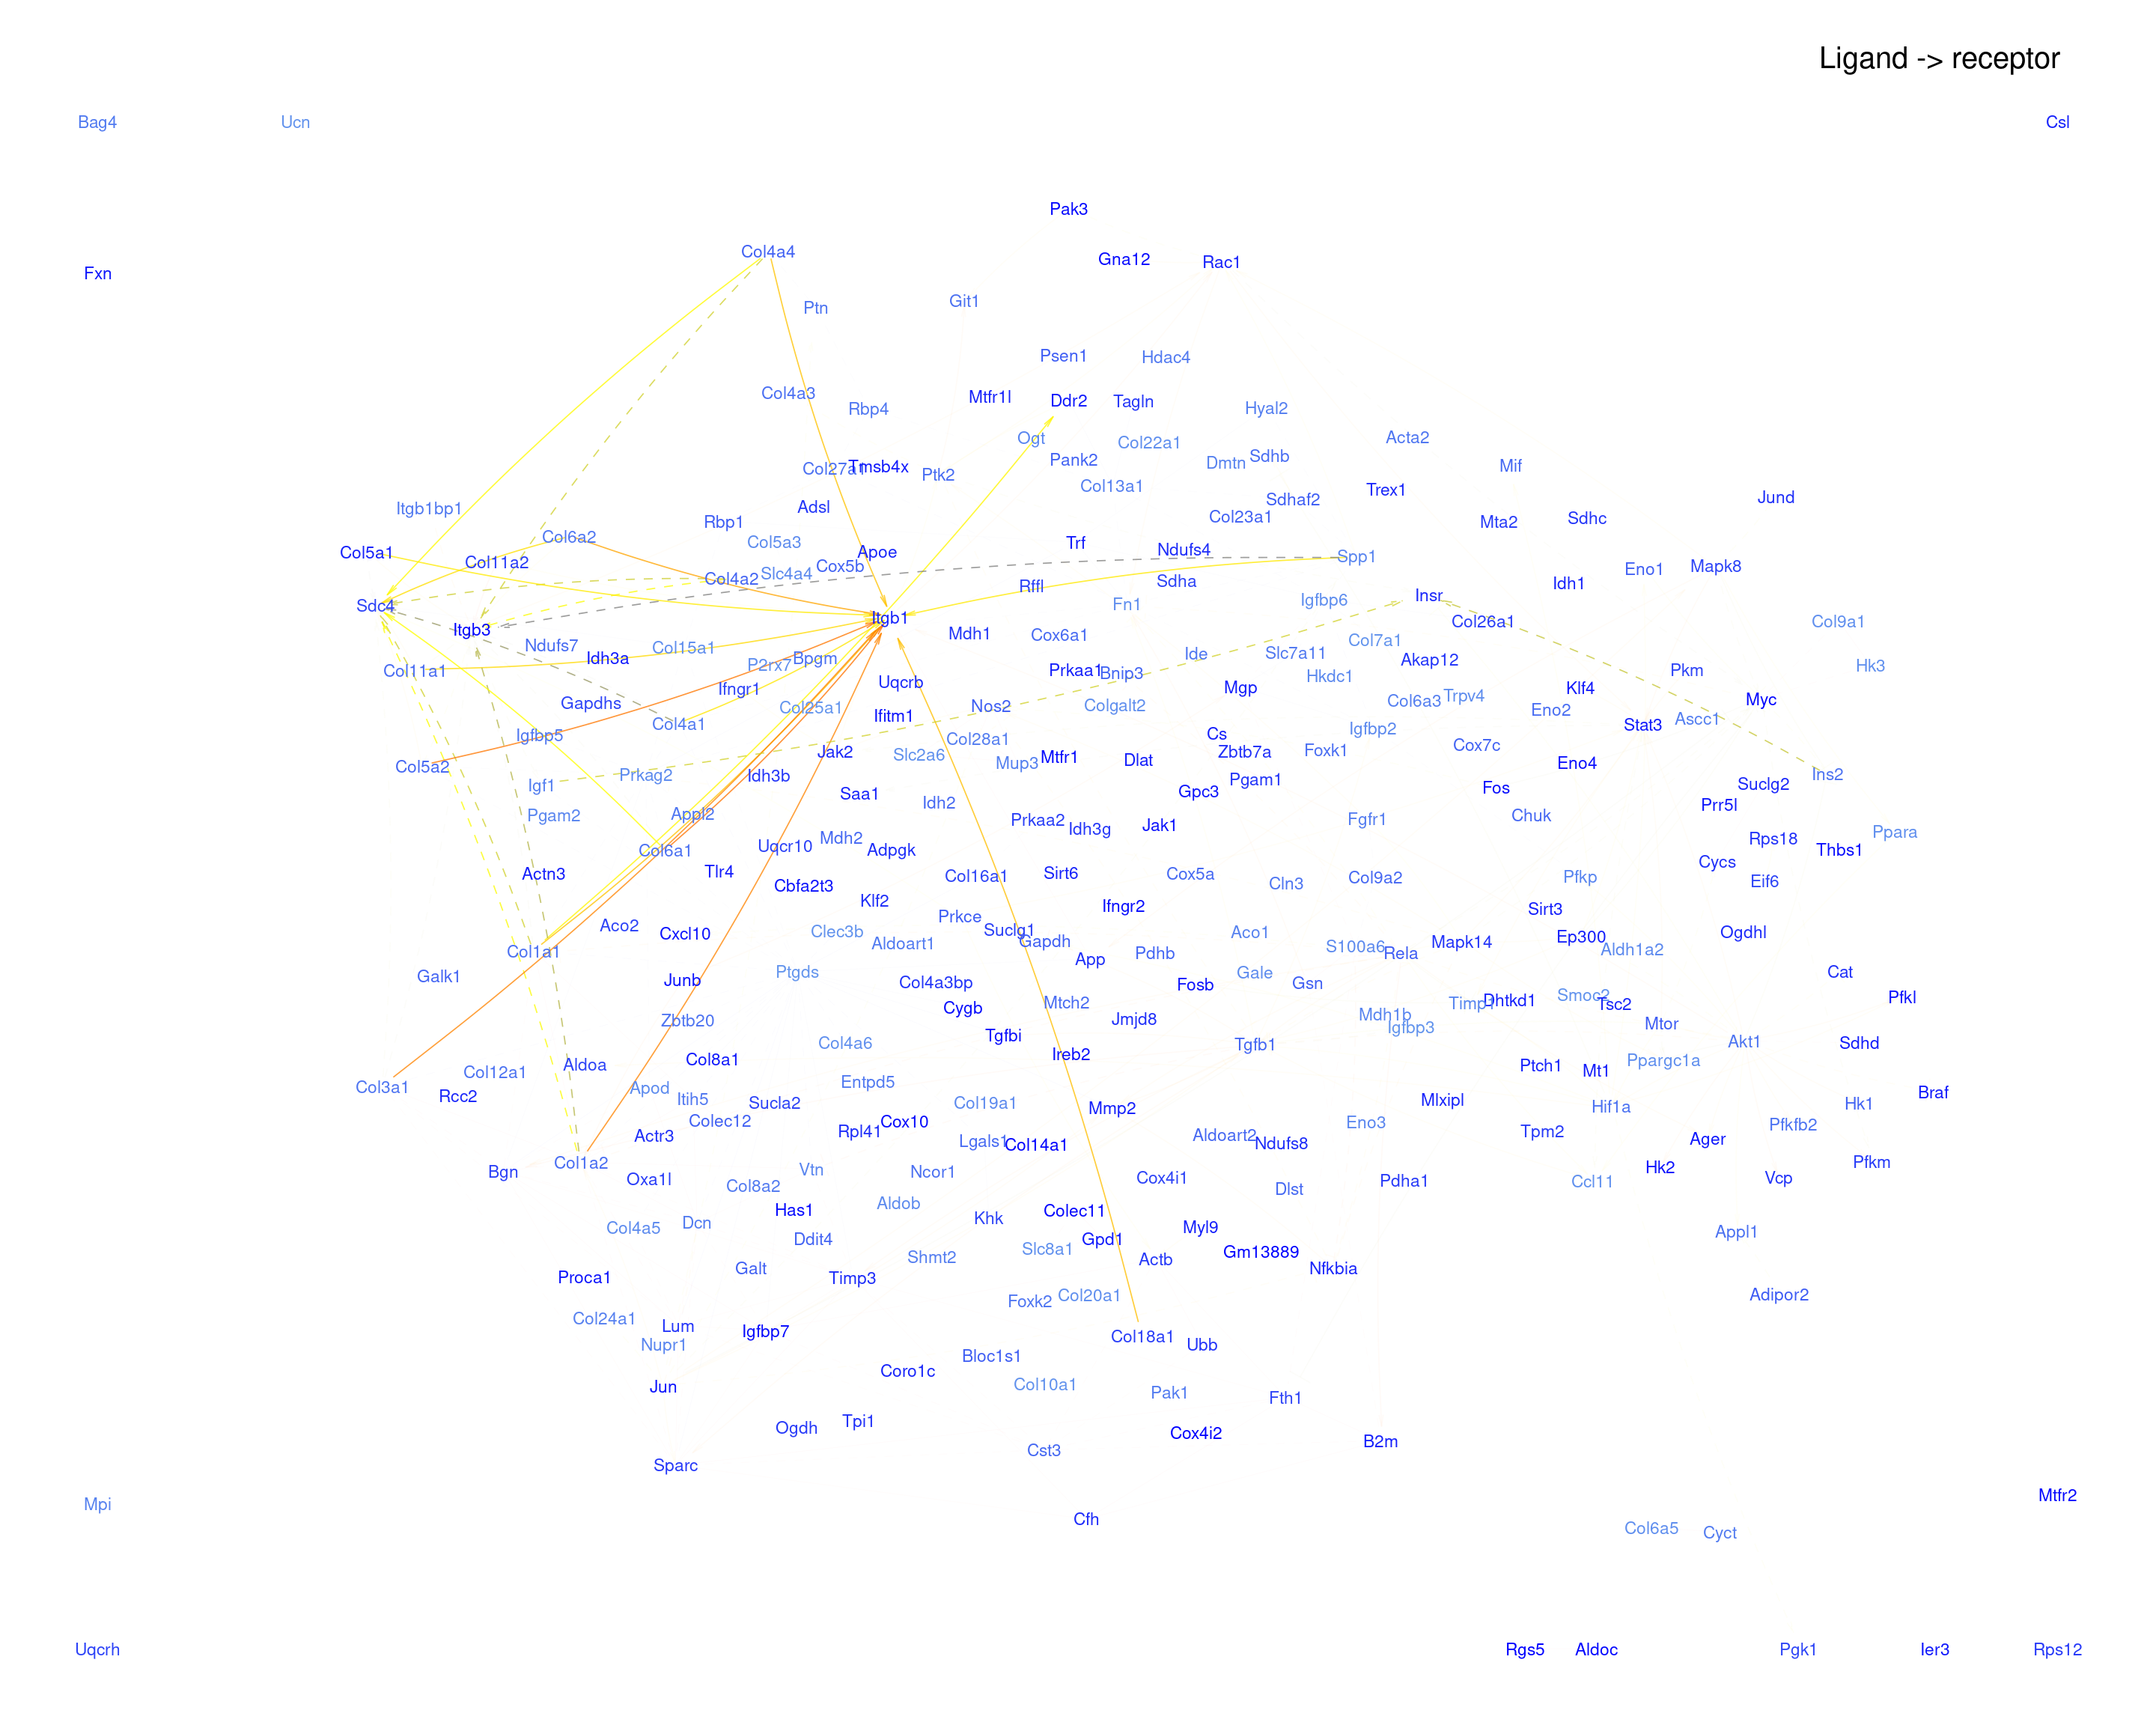 Ligand -> receptor
Bag4 Ucn Csl
Pak3
Col4a4 Gna12 Rac1
Fxn
Ptn Git1
Psen1 Hdac4
Col4a3 Rbp4 Mtfr1l Ddr2 Tagln Hyal2
Ogt Col22a1 Acta2
Col27a1 Tmsb4x Ptk2 Pank2 Dmtn Sdhb Mif
Col13a1 Trex1 Jund
Itgb1bp1 Adsl Sdhaf2
Rbp1 Col23a1 Mta2 Sdhc
Col6a2 Col5a3 Trf
Col5a1 Col11a2 Apoe Ndufs4 Spp1
Col4a2 Slc4a4 Cox5b Rffl Sdha Idh1 Eno1 Mapk8
Sdc4 Fn1 Igfbp6 Insr
Itgb3 Itgb1 Mdh1 Cox6a1 Col7a1 Col26a1 Col9a1
Ndufs7 Idh3a Col15a1 P2rx7 Bpgm Ide Slc7a11 Akap12
Col11a1 Ifngr1 Uqcrb Prkaa1 Bnip3 Hkdc1 Pkm Hk3
Gapdhs Col25a1 Nos2 Colgalt2 Mgp Col6a3 Trpv4 Klf4 Myc
Igfbp5 Col4a1 Ifitm1 Col28a1 Cs Igfbp2 Eno2 Stat3 Ascc1
Jak2 Slc2a6 Mup3 Mtfr1 Dlat Zbtb7a Foxk1 Cox7c Eno4
Col5a2 Igf1 Prkag2 Idh3b Saa1 Gpc3 Pgam1 Fos Suclg2 Ins2
Pgam2 Appl2 Idh2 Prkaa2 Idh3g Jak1 Fgfr1 Chuk Prr5l
Col6a1 Uqcr10 Mdh2 Adpgk Rps18 Thbs1 Ppara
Actn3 Tlr4 Cbfa2t3 Col16a1 Sirt6 Cox5a Cln3 Col9a2 Pfkp Cycs Eif6
Aco2 Klf2 Prkce Ifngr2 Sirt3
Col1a1 Cxcl10 Clec3b Aldoart1 Suclg1 Gapdh Pdhb Aco1 S100a6 Rela Mapk14 Ep300 Aldh1a2 Ogdhl
Galk1 Junb Ptgds Col4a3bp App Fosb Gale Gsn Cat
Zbtb20 Cygb Mtch2 Jmjd8 Mdh1b Igfbp3 Timp1 Dhtkd1 Smoc2 Tsc2 Pfkl
Col8a1 Col4a6 Tgfbi Ireb2 Tgfb1 Mtor Akt1 Sdhd
Col3a1 Col12a1 Aldoa Apod Entpd5 Ptch1 Mt1 Ppargc1a
Rcc2 Itih5 Sucla2 Col19a1 Mmp2 Mlxipl Hif1a Hk1 Braf
Actr3 Colec12 Rpl41 Cox10 Lgals1 Col14a1 Aldoart2 Ndufs8 Eno3 Tpm2 Ager Pfkfb2
Bgn Col1a2 Oxa1l Vtn Ncor1 Cox4i1 Pdha1 Ccl11 Hk2 Vcp Pfkm
Col4a5 Dcn Col8a2 Has1 Aldob Khk Colec11 Myl9 Dlst
Ddit4 Shmt2 Slc8a1 Gpd1 Actb Gm13889 Appl1
Proca1 Galt Timp3 Nfkbia
Col24a1 Lum Igfbp7 Foxk2 Col20a1 Adipor2
Nupr1 Bloc1s1 Col18a1 Ubb
Jun Coro1c Col10a1 Pak1 Fth1
Ogdh Tpi1 Cst3 Cox4i2 B2m
Sparc
Mpi Cfh Col6a5 Cyct Mtfr2
Uqcrh Rgs5 Aldoc Pgk1 Ier3 Rps12